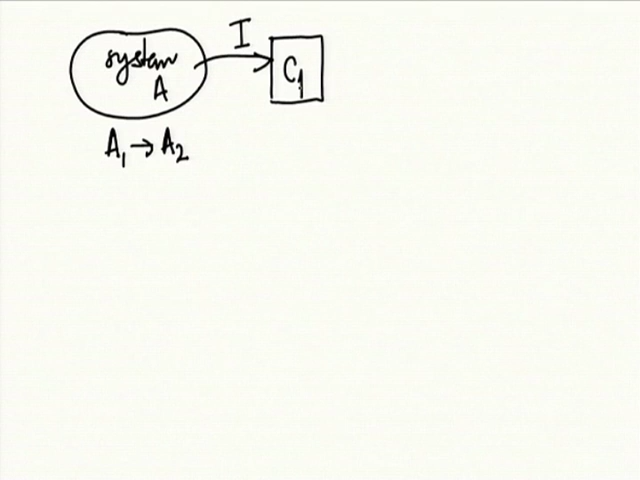 I
system
A
C₁
A₁ → A₂